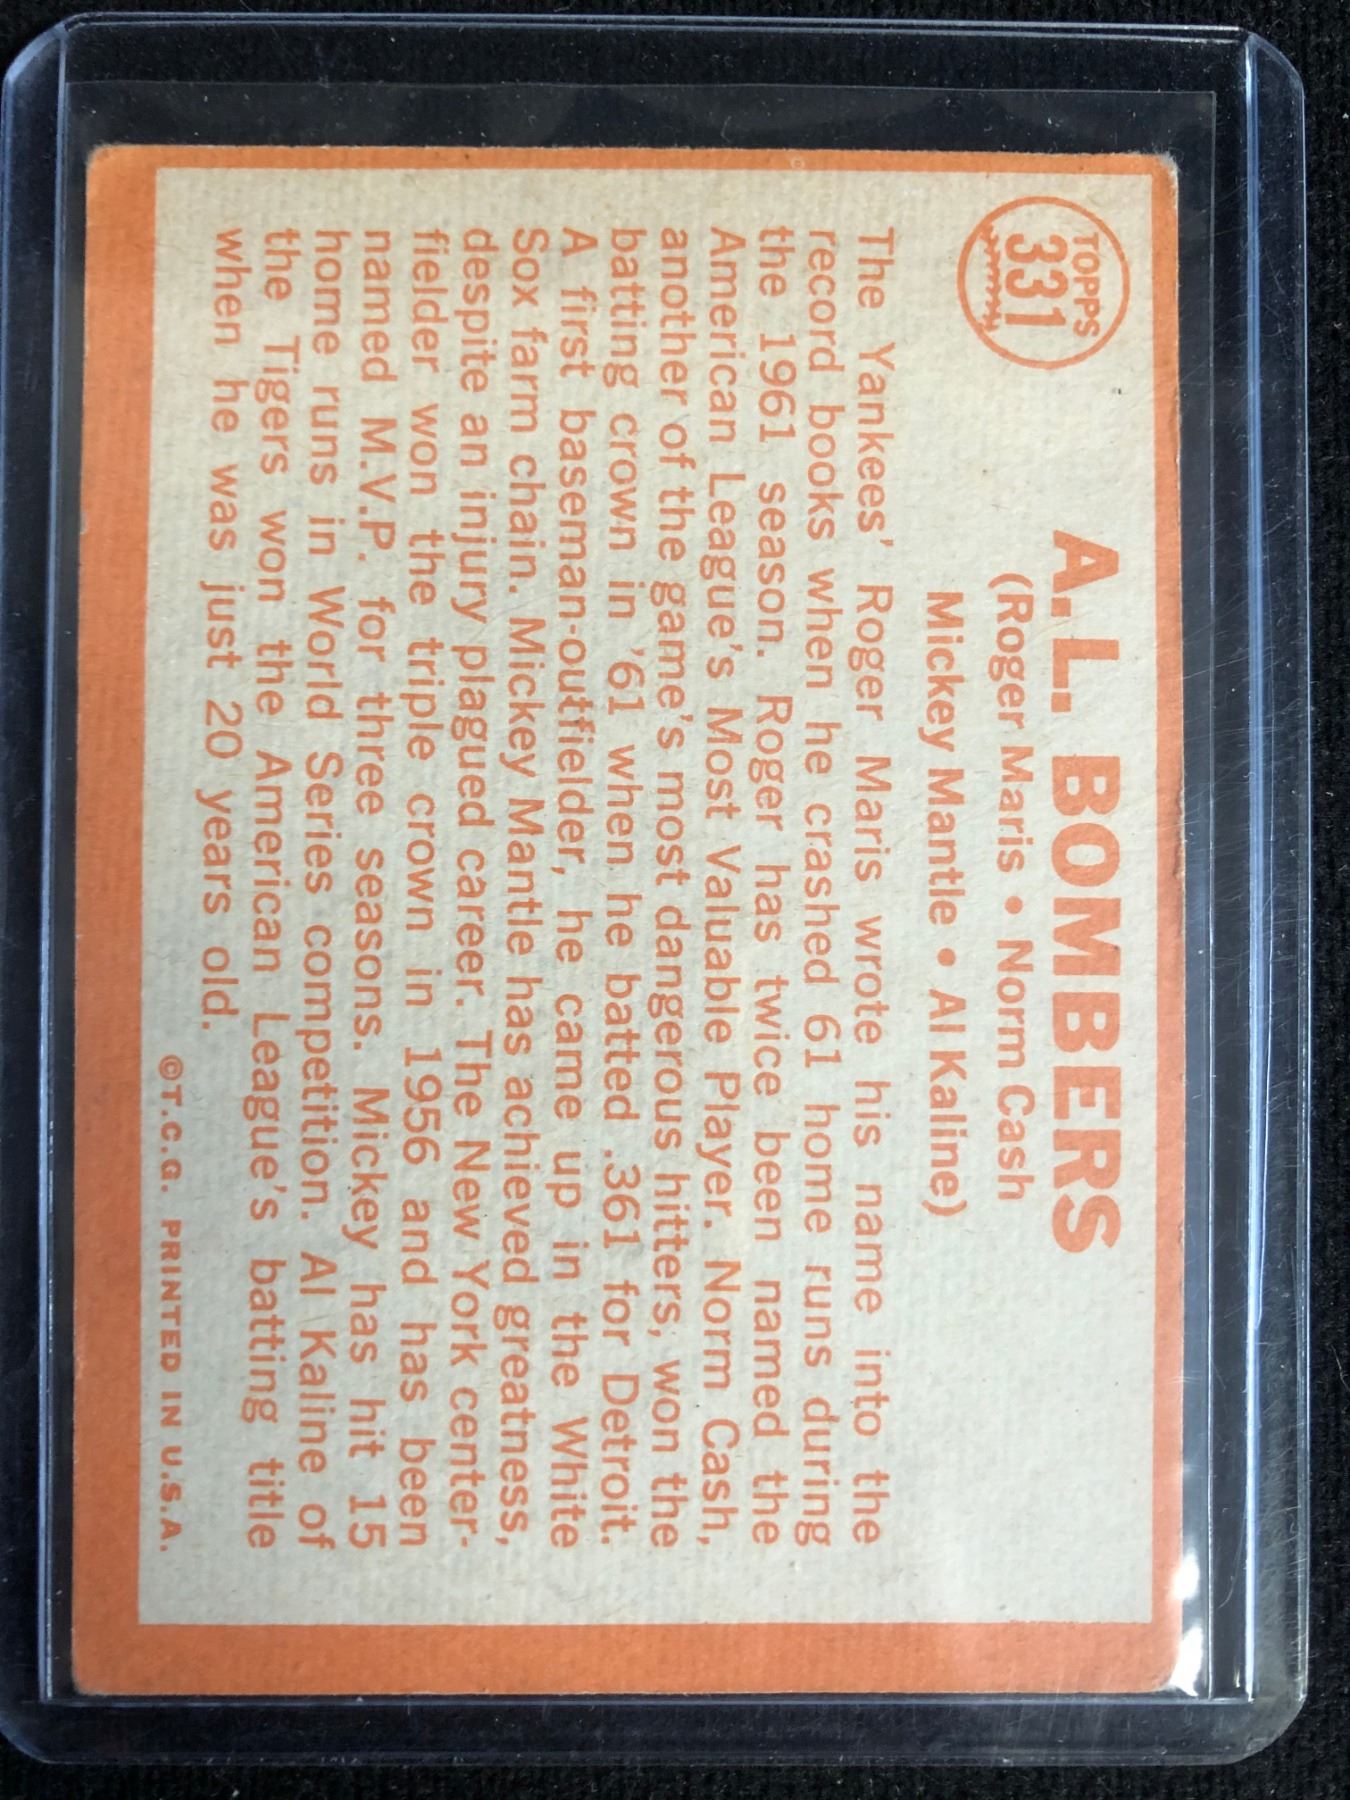 TOPPS
331
A. L. BOMBERS
(Roger Maris • Norm Cash
Mickey Mantle • Al Kaline)
The Yankees' Roger Maris wrote his name into the
record books when he crashed 61 home runs during
the 1961 season. Roger has twice been named the
American League's Most Valuable Player. Norm Cash,
another of the game's most dangerous hitters, won the
batting crown in '61 when he batted .361 for Detroit.
A first baseman-outfielder, he came up in the White
Sox farm chain. Mickey Mantle has achieved greatness,
despite an injury plagued career. The New York center-
fielder won the triple crown in 1956 and has been
named M.V.P. for three seasons. Mickey has hit 15
home runs in World Series competition. Al Kaline of
the Tigers won the American League's batting title
when he was just 20 years old.
©T.C.G. PRINTED IN U.S.A.